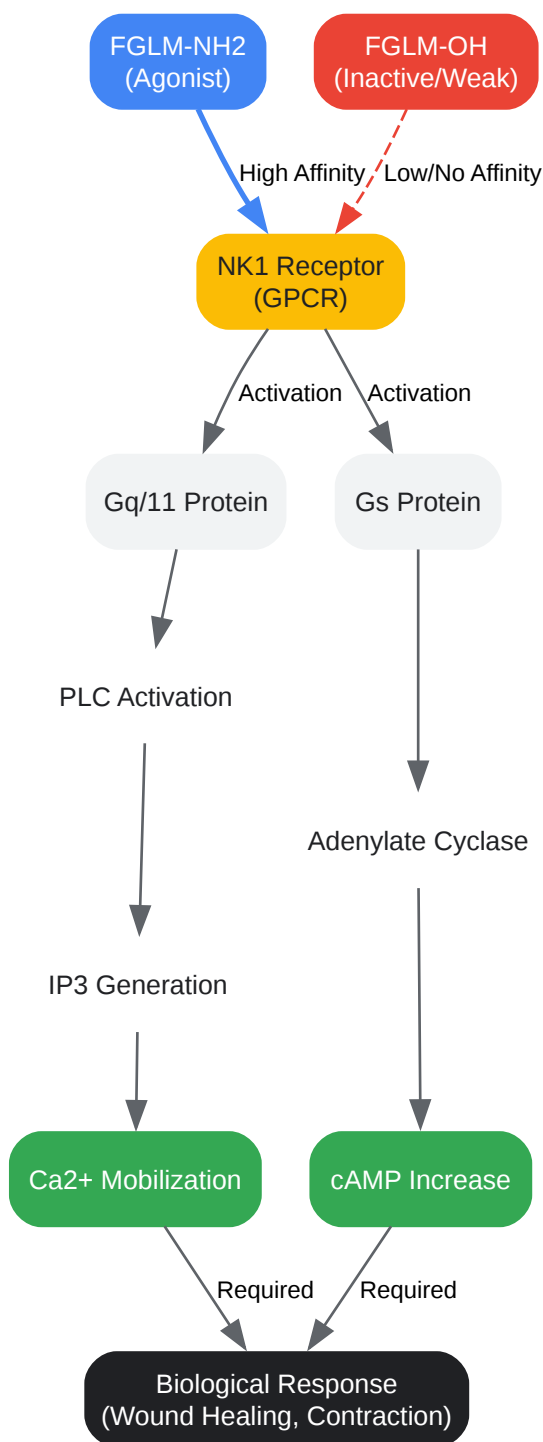 FGLM-NH2
(Agonist)
FGLM-OH
(Inactive/Weak)
High Affinity
Low/No Affinity
NK1 Receptor
(GPCR)
Activation
Activation
Gq/11 Protein
Gs Protein
PLC Activation
Adenylate Cyclase
IP3 Generation
Ca2+ Mobilization
cAMP Increase
Required
Required
Biological Response
(Wound Healing, Contraction)